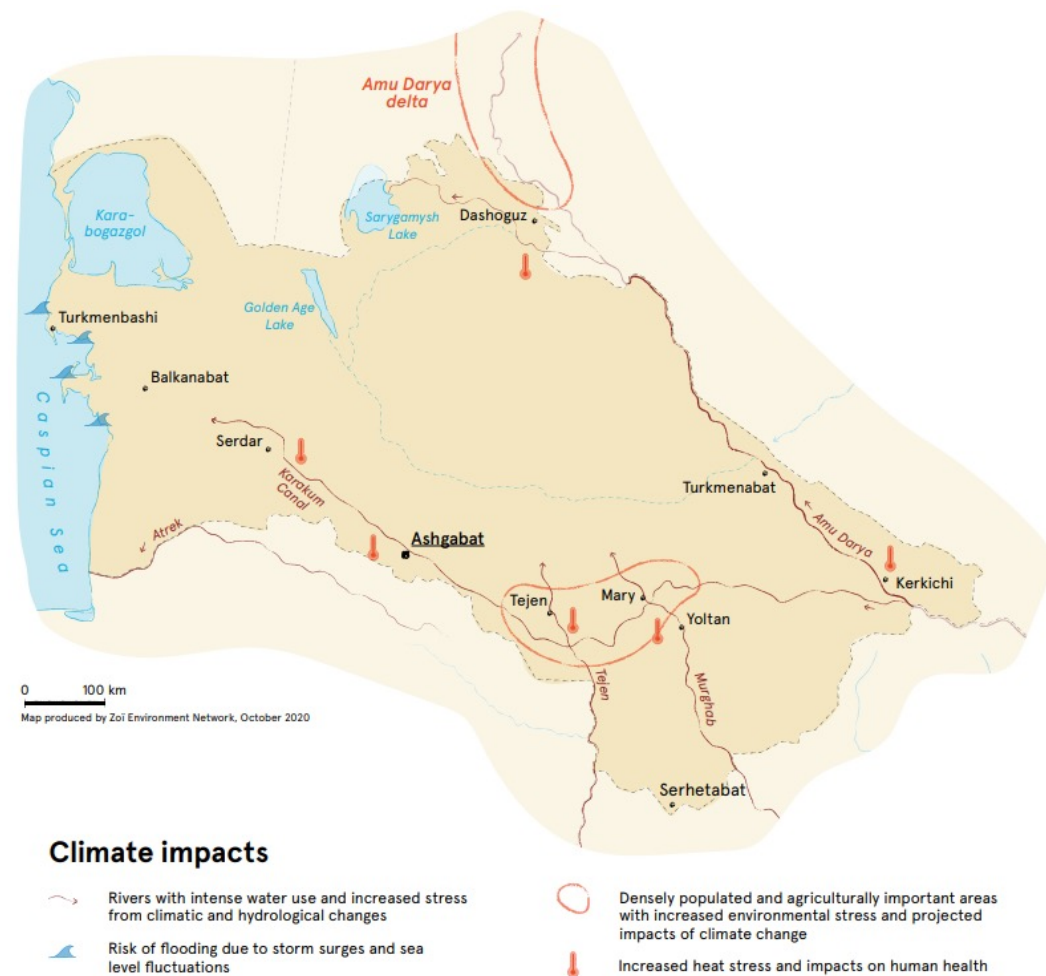 Amu Darya
delta
Kara-
bogazgol
Sarygamysh
Lake
Dashoguz
Golden Age
Lake
Turkmenbashi
Balkanabat
Caspian Sea
Serdar
Karakum
Canal
Turkmenabat
Amu Darya
Atrek
Ashgabat
Kerkichi
Tejen
Mary
Yoltan
Tejen
Murghab
0 100 km
Map produced by Zoï Environment Network, October 2020
Serhetabat
Climate impacts
Rivers with intense water use and increased stress
from climatic and hydrological changes
Risk of flooding due to storm surges and sea
level fluctuations
Densely populated and agriculturally important areas
with increased environmental stress and projected
impacts of climate change
Increased heat stress and impacts on human health